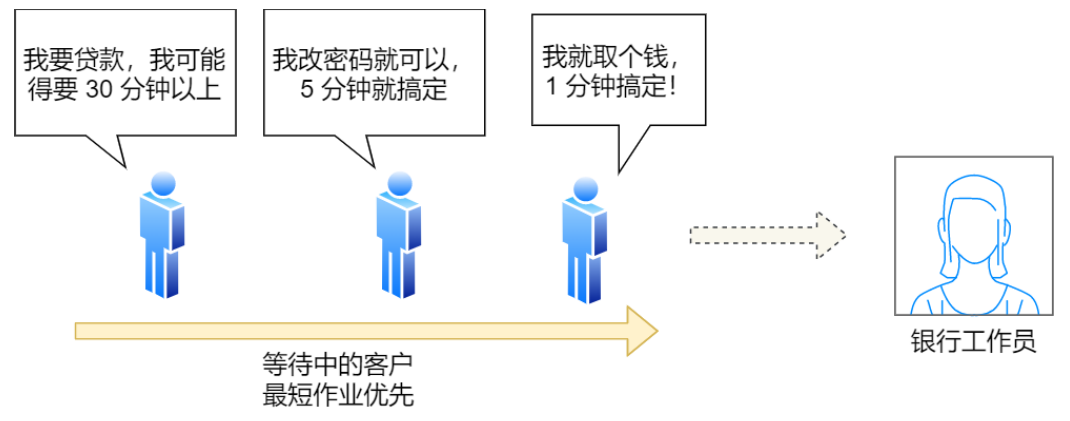 我要贷款，我可能
得要 30 分钟以上
我改密码就可以，
5 分钟就搞定
我就取个钱，
1 分钟搞定！
银行工作员
等待中的客户
最短作业优先